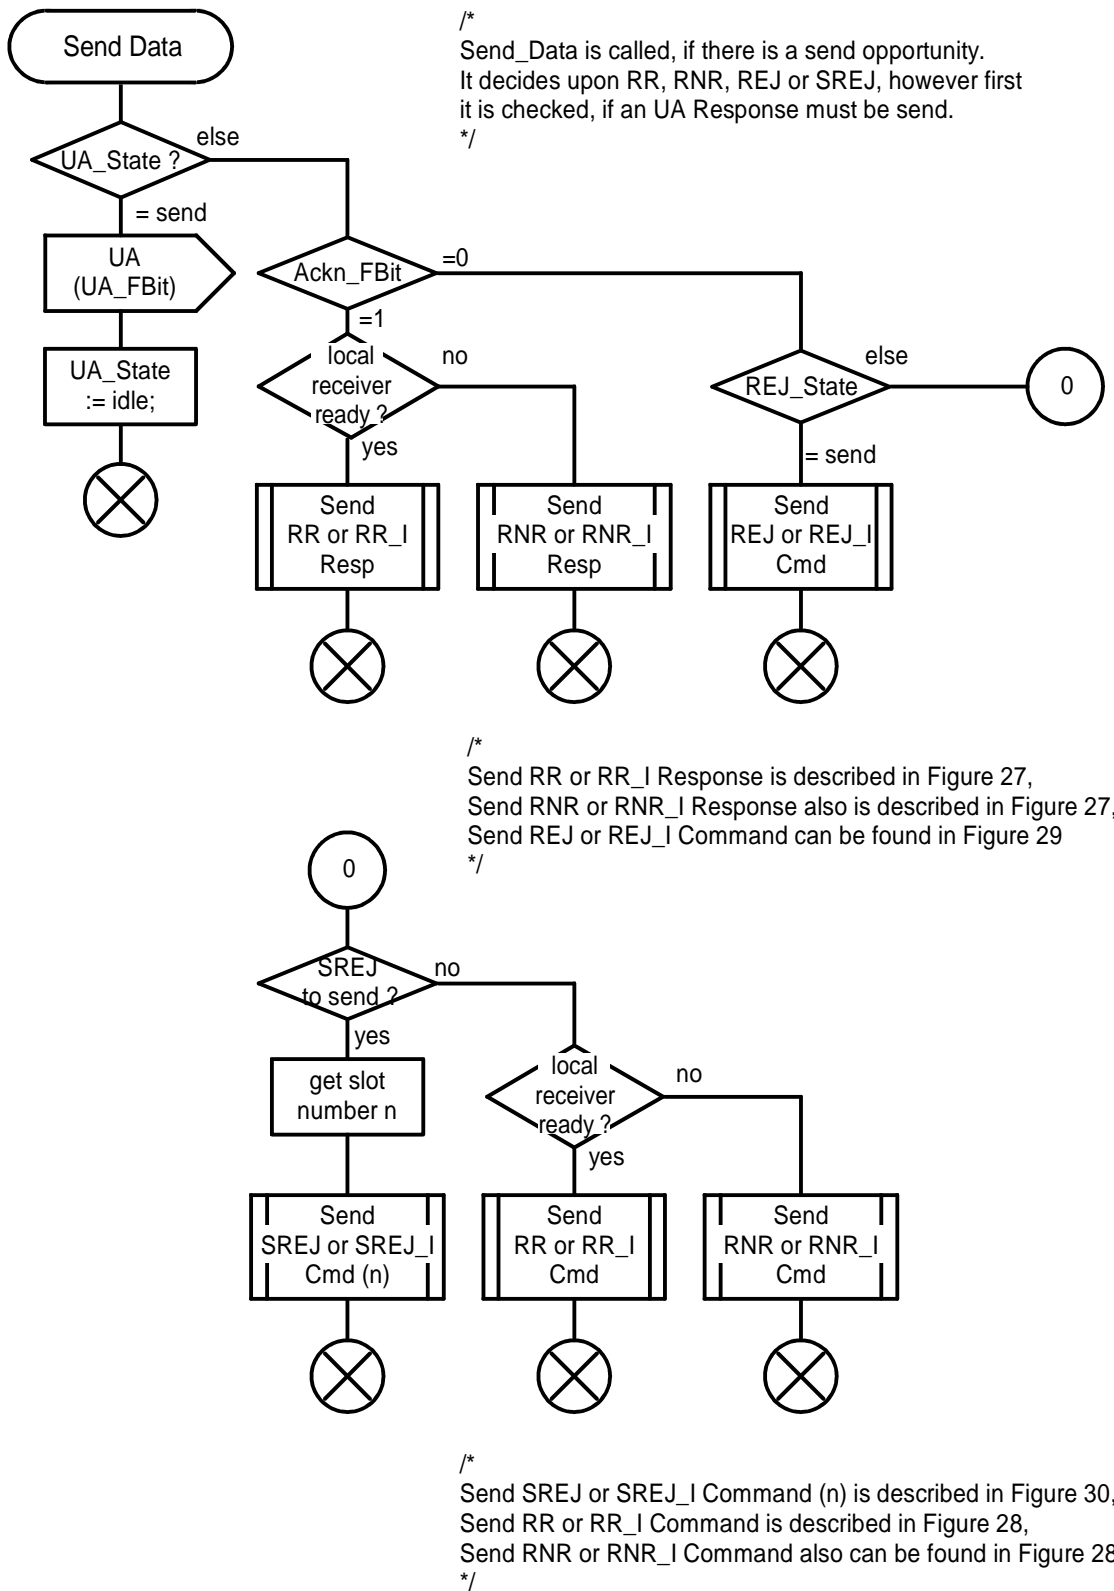 Send Data
/*
Send_Data is called, if there is a send opportunity.
It decides upon RR, RNR, REJ or SREJ, however first
it is checked, if an UA Response must be send.
*/
UA_State ?
else
= send
UA
(UA_FBit)
UA_State
:= idle;
Ackn_FBit
=0
=1
local
receiver
ready ?
no
yes
REJ_State
else
0
= send
Send
RR or RR_I
Resp
Send
RNR or RNR_I
Resp
Send
REJ or REJ_I
Cmd
/*
Send RR or RR_I Response is described in Figure 27,
Send RNR or RNR_I Response also is described in Figure 27,
Send REJ or REJ_I Command can be found in Figure 29
*/
0
SREJ
to send ?
no
yes
get slot
number n
local
receiver
ready ?
no
yes
Send
SREJ or SREJ_I
Cmd (n)
Send
RR or RR_I
Cmd
Send
RNR or RNR_I
Cmd
/*
Send SREJ or SREJ_I Command (n) is described in Figure 30,
Send RR or RR_I Command is described in Figure 28,
Send RNR or RNR_I Command also can be found in Figure 28
*/